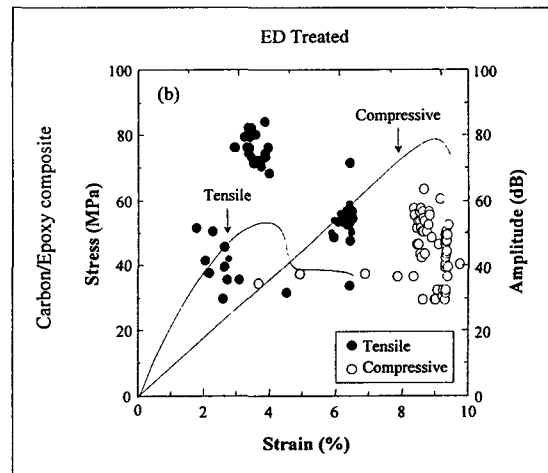 ED Treated
(b)
Compressive
Tensile
Carbon/Epoxy composite
Stress (MPa)
Amplitude (dB)
100
80
60
40
20
0
100
80
60
40
20
0
0
2
4
6
8
10
Tensile
Compressive
Strain (%)